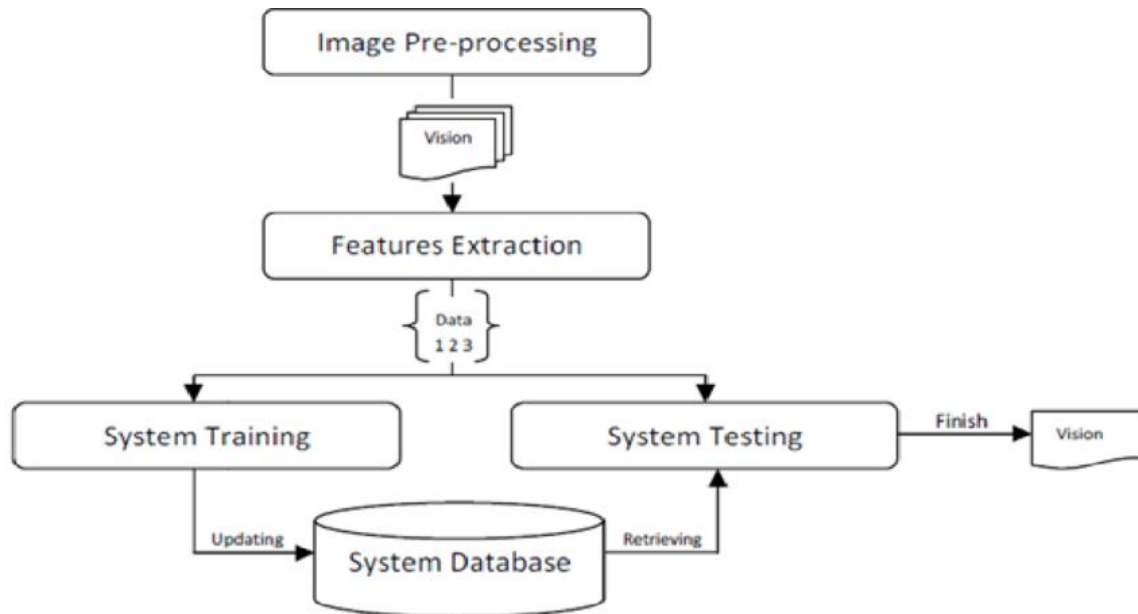 Image Pre-processing
Vision
Features Extraction
Data
1 2 3
System Training
System Testing
Finish
Vision
Updating
Retrieving
System Database